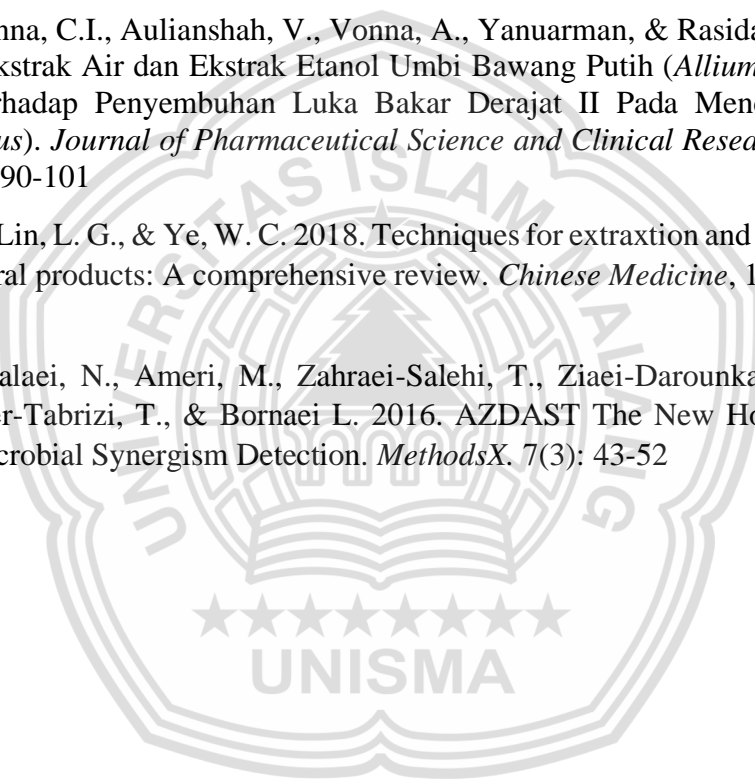 nna, C.I., Aulianshah, V., Vonna, A., Yanuarman, & Rasida
kstrak Air dan Ekstrak Etanol Umbi Bawang Putih (Allium
rhadap Penyembuhan Luka Bakar Derajat II Pada Menc
us). Journal of Pharmaceutical Science and Clinical Resea
90-101
Lin, L. G., & Ye, W. C. 2018. Techniques for extraxtion and
ral products: A comprehensive review. Chinese Medicine, 1
alaei, N., Ameri, M., Zahraei-Salehi, T., Ziaei-Darounka
er-Tabrizi, T., & Bornaei L. 2016. AZDAST The New Ho
crobial Synergism Detection. MethodsX. 7(3): 43-52
UNIVERSITAS ISLAM MALANG
UNISMA